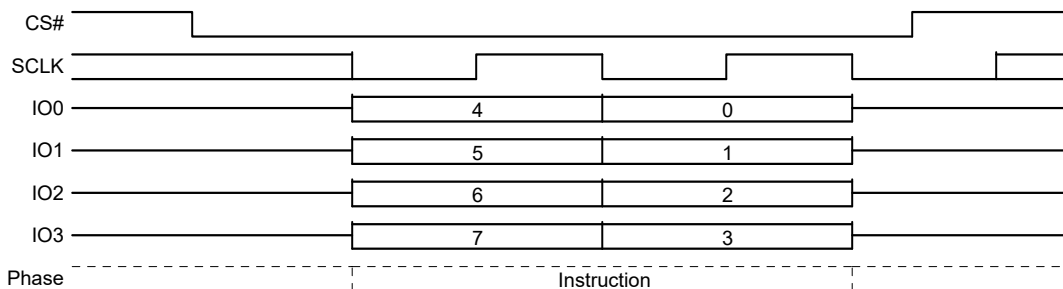 CS#
SCLK
IO0 4 0
IO1 5 1
IO2 6 2
IO3 7 3
Phase Instruction